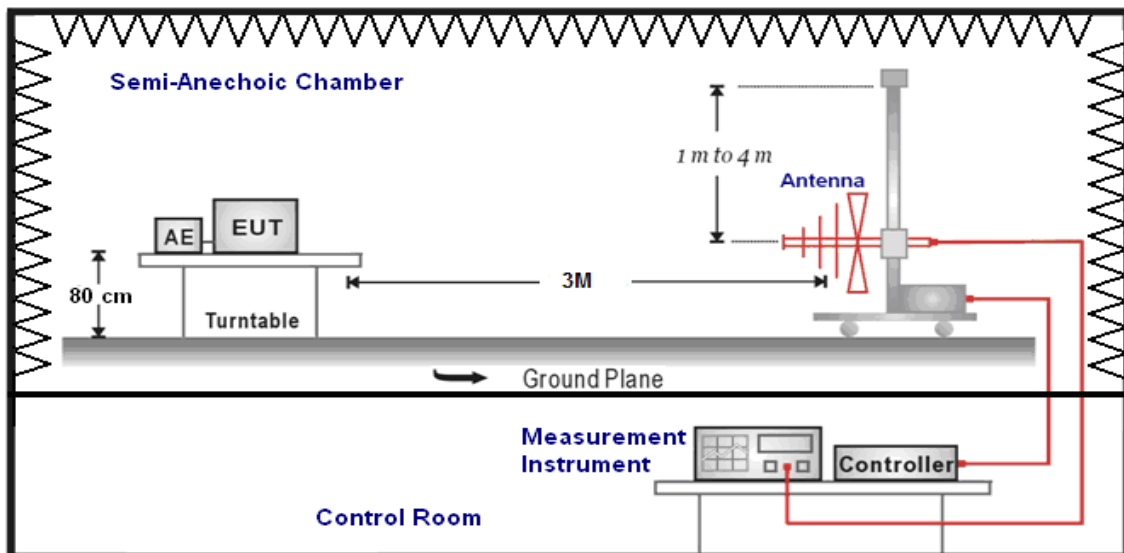 Semi-Anechoic Chamber
1 m to 4 m
Antenna
AE
EUT
3M
80 cm
Turntable
Ground Plane
Measurement
Instrument
Controller
Control Room